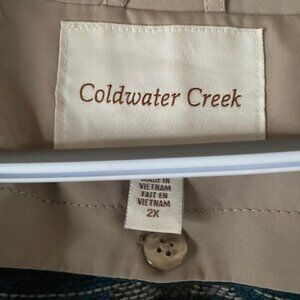 Coldwater Creek
MADE IN
VIETNAM
FAIT EN
VIETNAM
2X